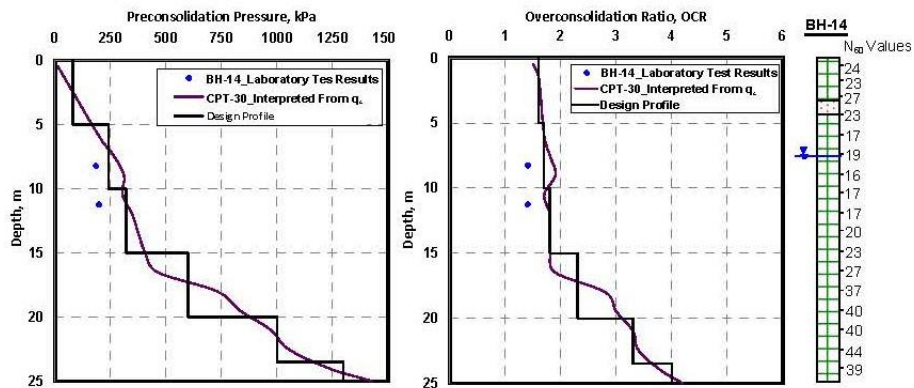 Preconsolidation Pressure, kPa
0 250 500 750 1000 1250 1500
0
5
10
15
20
25
Depth, m
BH-14_Laboratory Tes Results
CPT-30_Interpreted From qₜ
Design Profile
Overconsolidation Ratio, OCR
0 1 2 3 4 5 6
0
5
10
15
20
25
Depth, m
BH-14_Laboratory Test Results
CPT-30_Interpreted From qₜ
Design Profile
BH-14
N₆₀ Values
24
23
27
23
17
19
16
17
17
20
23
27
37
40
40
44
39